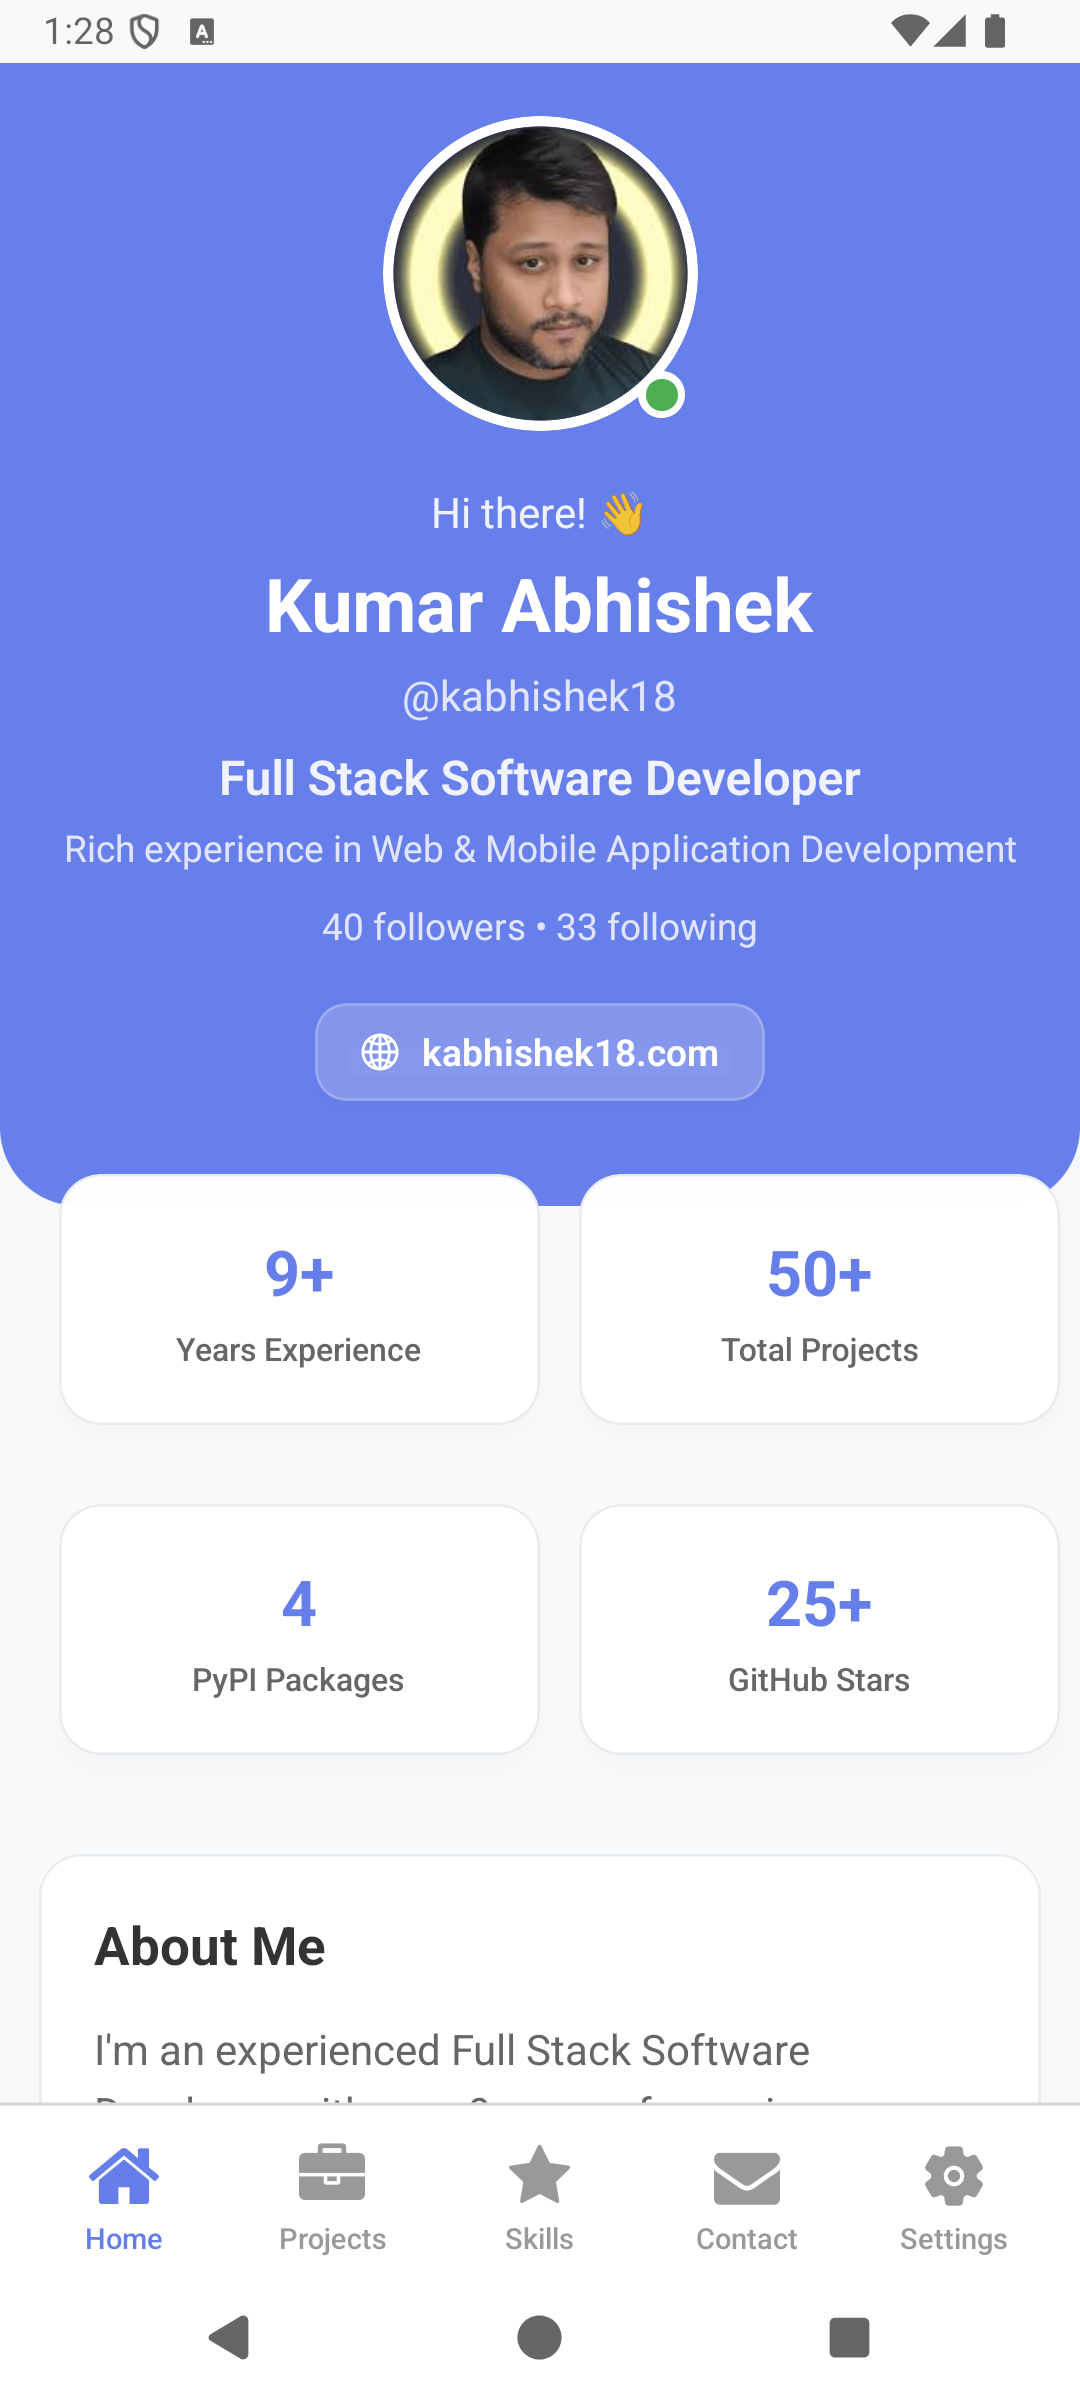 1:28
Hi there! 👋
Kumar Abhishek
@kabhishek18
Full Stack Software Developer
Rich experience in Web & Mobile Application Development
40 followers • 33 following
kabhishek18.com
9+
Years Experience
50+
Total Projects
4
PyPI Packages
25+
GitHub Stars
About Me
I'm an experienced Full Stack Software
Home
Projects
Skills
Contact
Settings